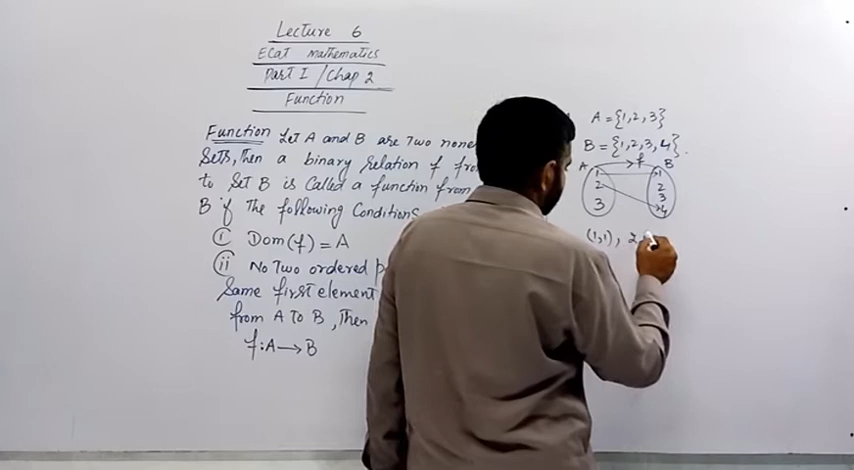 Lecture 6
ECat Mathematics
Part I / Chap 2
Function
Function Let A and B are two none
Sets, Then a binary relation f fro
to Set B is called a function from
B if The following Conditions
i Dom(f) = A
ii No Two ordered p
Same first element
from A to B, Then
f: A → B
A = {1, 2, 3}
B = {1, 2, 3, 4}.
A f B
1 1
2 2
3 3
4
(1,1), 2